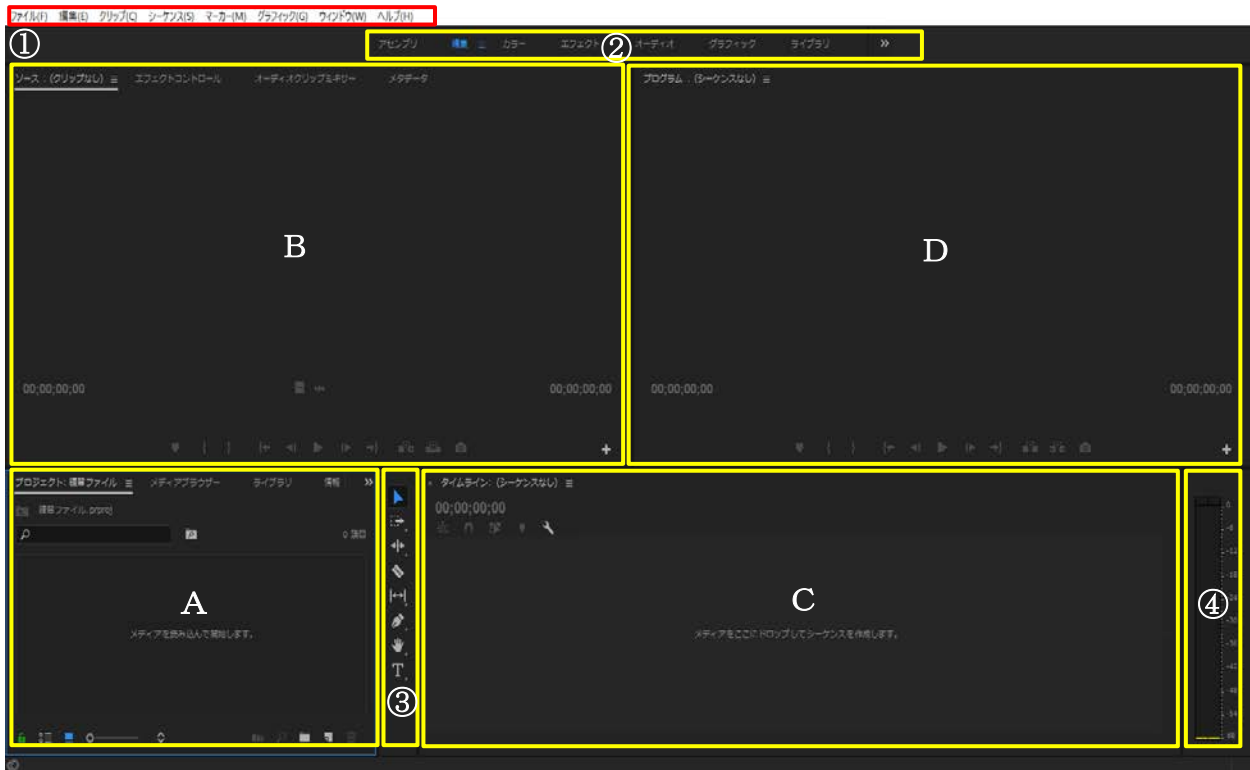 ファイル(F) 編集(E) クリップ(C) シーケンス(S) マーカー(M) グラフィック(G) ウィンドウ(W) ヘルプ(H)
①
アセンブリ 編集 カラー エフェクト ② オーディオ グラフィック ライブラリ »
ソース：(クリップなし) エフェクトコントロール オーディオクリップミキサー メタデータ
プログラム：(シーケンスなし)
B
D
00;00;00;00 00;00;00;00
00;00;00;00 00;00;00;00
プロジェクト: 練習ファイル メディアブラウザー ライブラリ 情報 »
練習ファイル.prproj
0 項目
A
メディアを読み込んで開始します。
T
③
× タイムライン: (シーケンスなし)
00;00;00;00
C
メディアをここにドロップしてシーケンスを作成します。
0
-6
-12
-18
-24
④
-30
-36
-42
-48
-54
dB